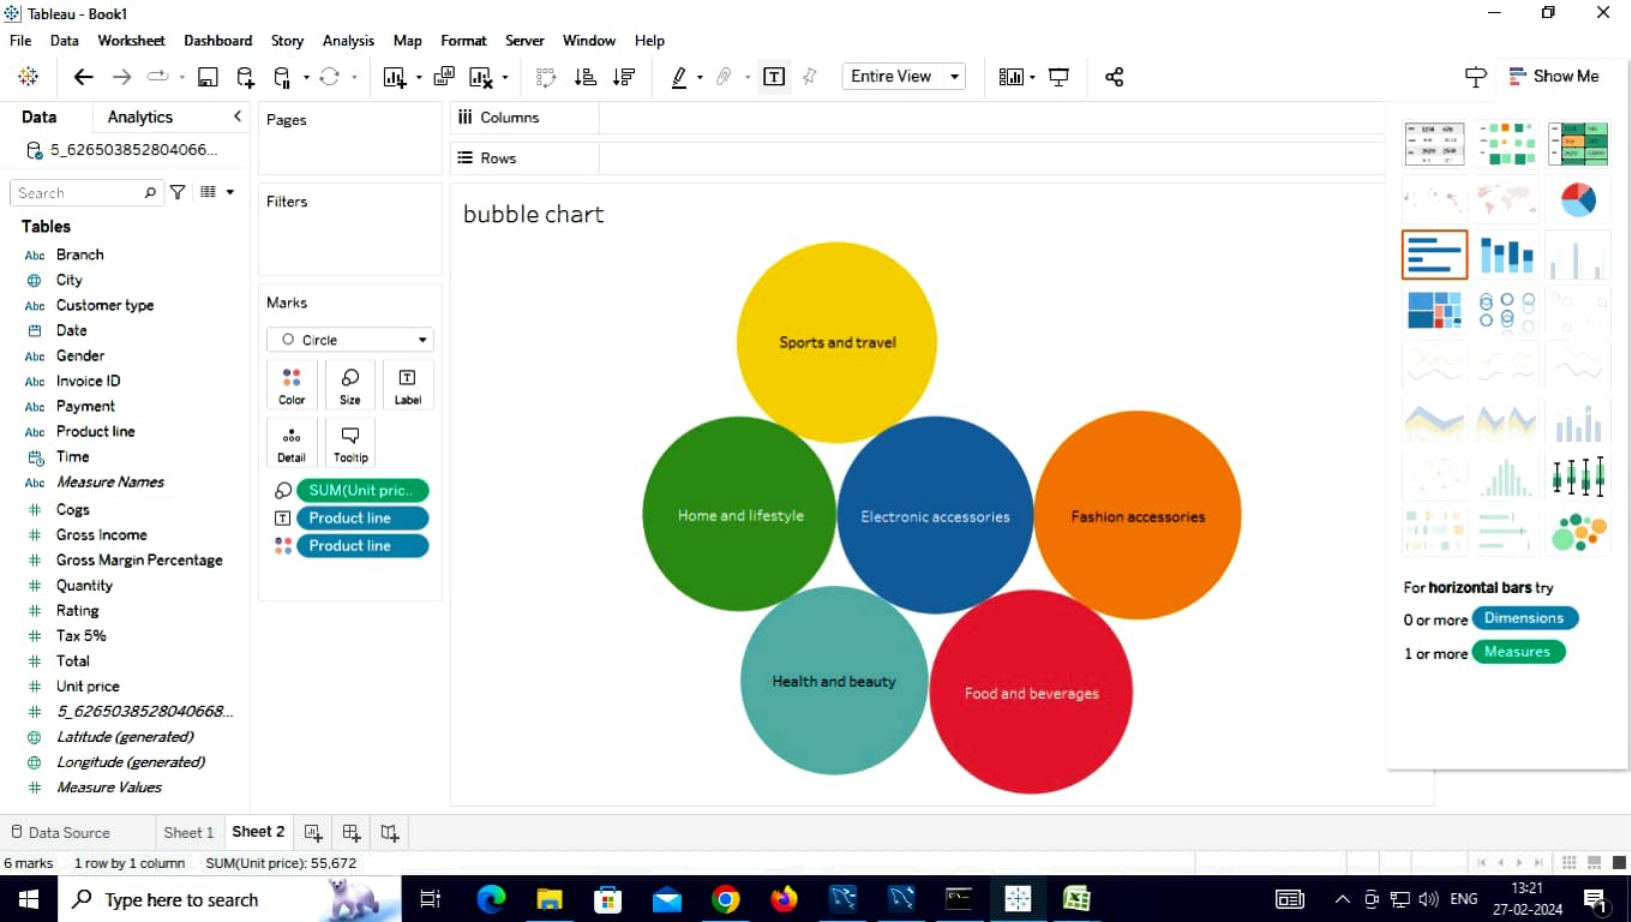 Tableau - Book1
File Data Worksheet Dashboard Story Analysis Map Format Server Window Help
Entire View
Show Me
Data Analytics
5_626503852804066...
Search
Tables
Abc Branch
City
Abc Customer type
Date
Abc Gender
Abc Invoice ID
Abc Payment
Abc Product line
Time
Abc Measure Names
# Cogs
# Gross Income
# Gross Margin Percentage
# Quantity
# Rating
# Tax 5%
# Total
# Unit price
# 5_6265038528040668...
Latitude (generated)
Longitude (generated)
# Measure Values
Pages
Filters
Marks
Circle
Color Size Label
Detail Tooltip
SUM(Unit pric..
Product line
Product line
Columns
Rows
bubble chart
Sports and travel
Home and lifestyle
Electronic accessories
Fashion accessories
Health and beauty
Food and beverages
For horizontal bars try
0 or more Dimensions
1 or more Measures
Data Source Sheet 1 Sheet 2
6 marks 1 row by 1 column SUM(Unit price): 55,672
Type here to search
ENG
13:21
27-02-2024
1